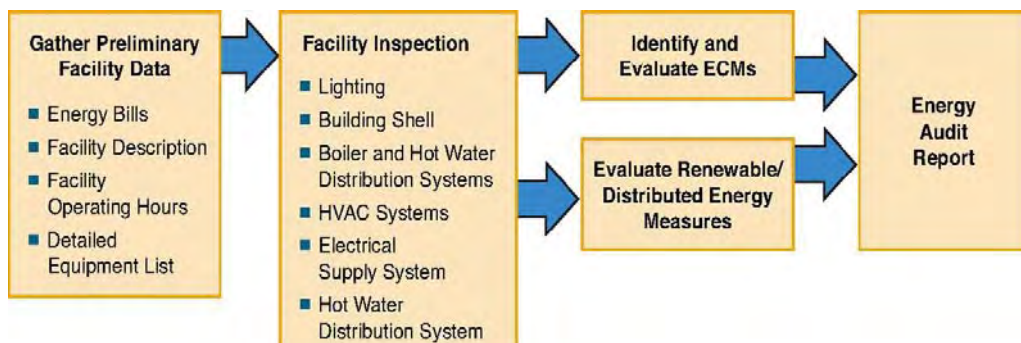 Gather Preliminary
Facility Data
Energy Bills
Facility Description
Facility
Operating Hours
Detailed
Equipment List
Facility Inspection
Lighting
Building Shell
Boiler and Hot Water
Distribution Systems
HVAC Systems
Electrical
Supply System
Hot Water
Distribution System
Identify and
Evaluate ECMs
Evaluate Renewable/
Distributed Energy
Measures
Energy
Audit
Report